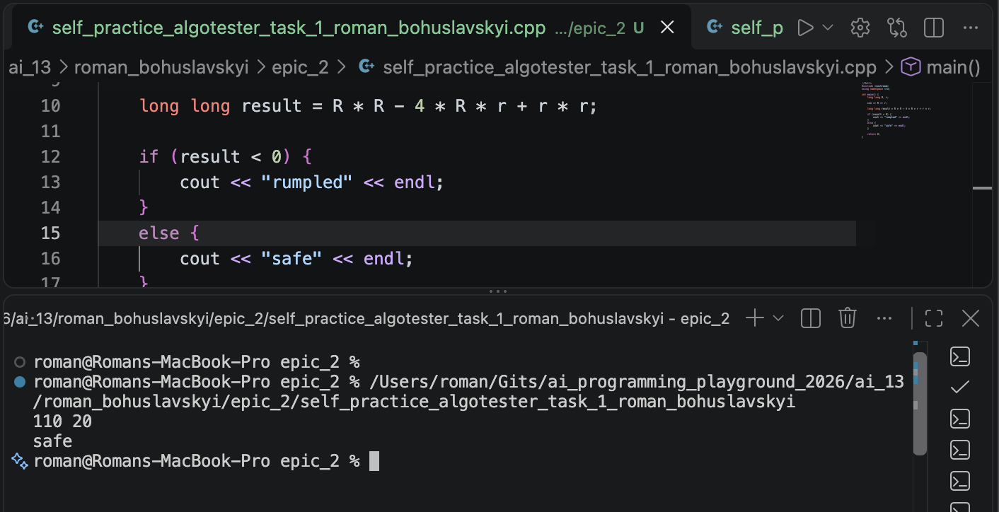 self_practice_algotester_task_1_roman_bohuslavskyi.cpp .../epic_2 U self_p
ai_13 > roman_bohuslavskyi > epic_2 > self_practice_algotester_task_1_roman_bohuslavskyi.cpp > main()
10 long long result = R * R - 4 * R * r + r * r;
11
12 if (result < 0) {
13 cout << "rumpled" << endl;
14 }
15 else {
16 cout << "safe" << endl;
17 }
6/ai_13/roman_bohuslavskyi/epic_2/self_practice_algotester_task_1_roman_bohuslavskyi - epic_2
roman@Romans-MacBook-Pro epic_2 %
roman@Romans-MacBook-Pro epic_2 % /Users/roman/Gits/ai_programming_playground_2026/ai_13
/roman_bohuslavskyi/epic_2/self_practice_algotester_task_1_roman_bohuslavskyi
110 20
safe
roman@Romans-MacBook-Pro epic_2 %